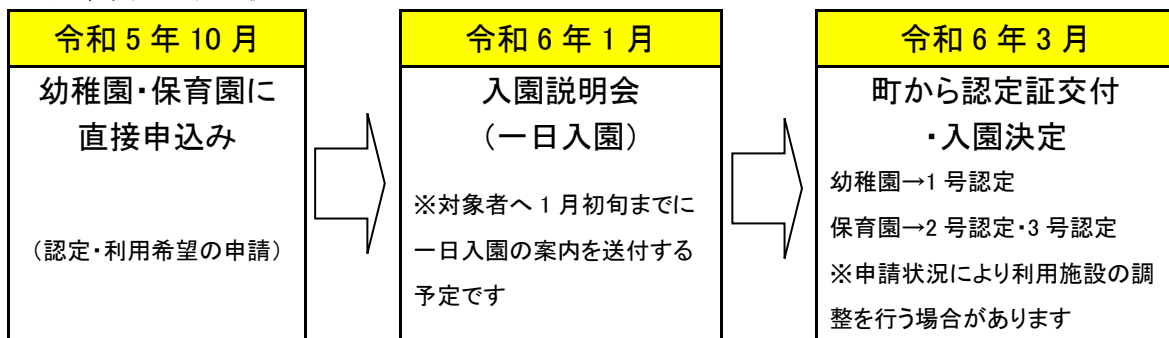 令和5年10月
幼稚園・保育園に
直接申込み
（認定・利用希望の申請）
令和6年1月
入園説明会
（一日入園）
※対象者へ1月初旬までに
一日入園の案内を送付する
予定です
令和6年3月
町から認定証交付
・入園決定
幼稚園→1号認定
保育園→2号認定・3号認定
※申請状況により利用施設の調
整を行う場合があります